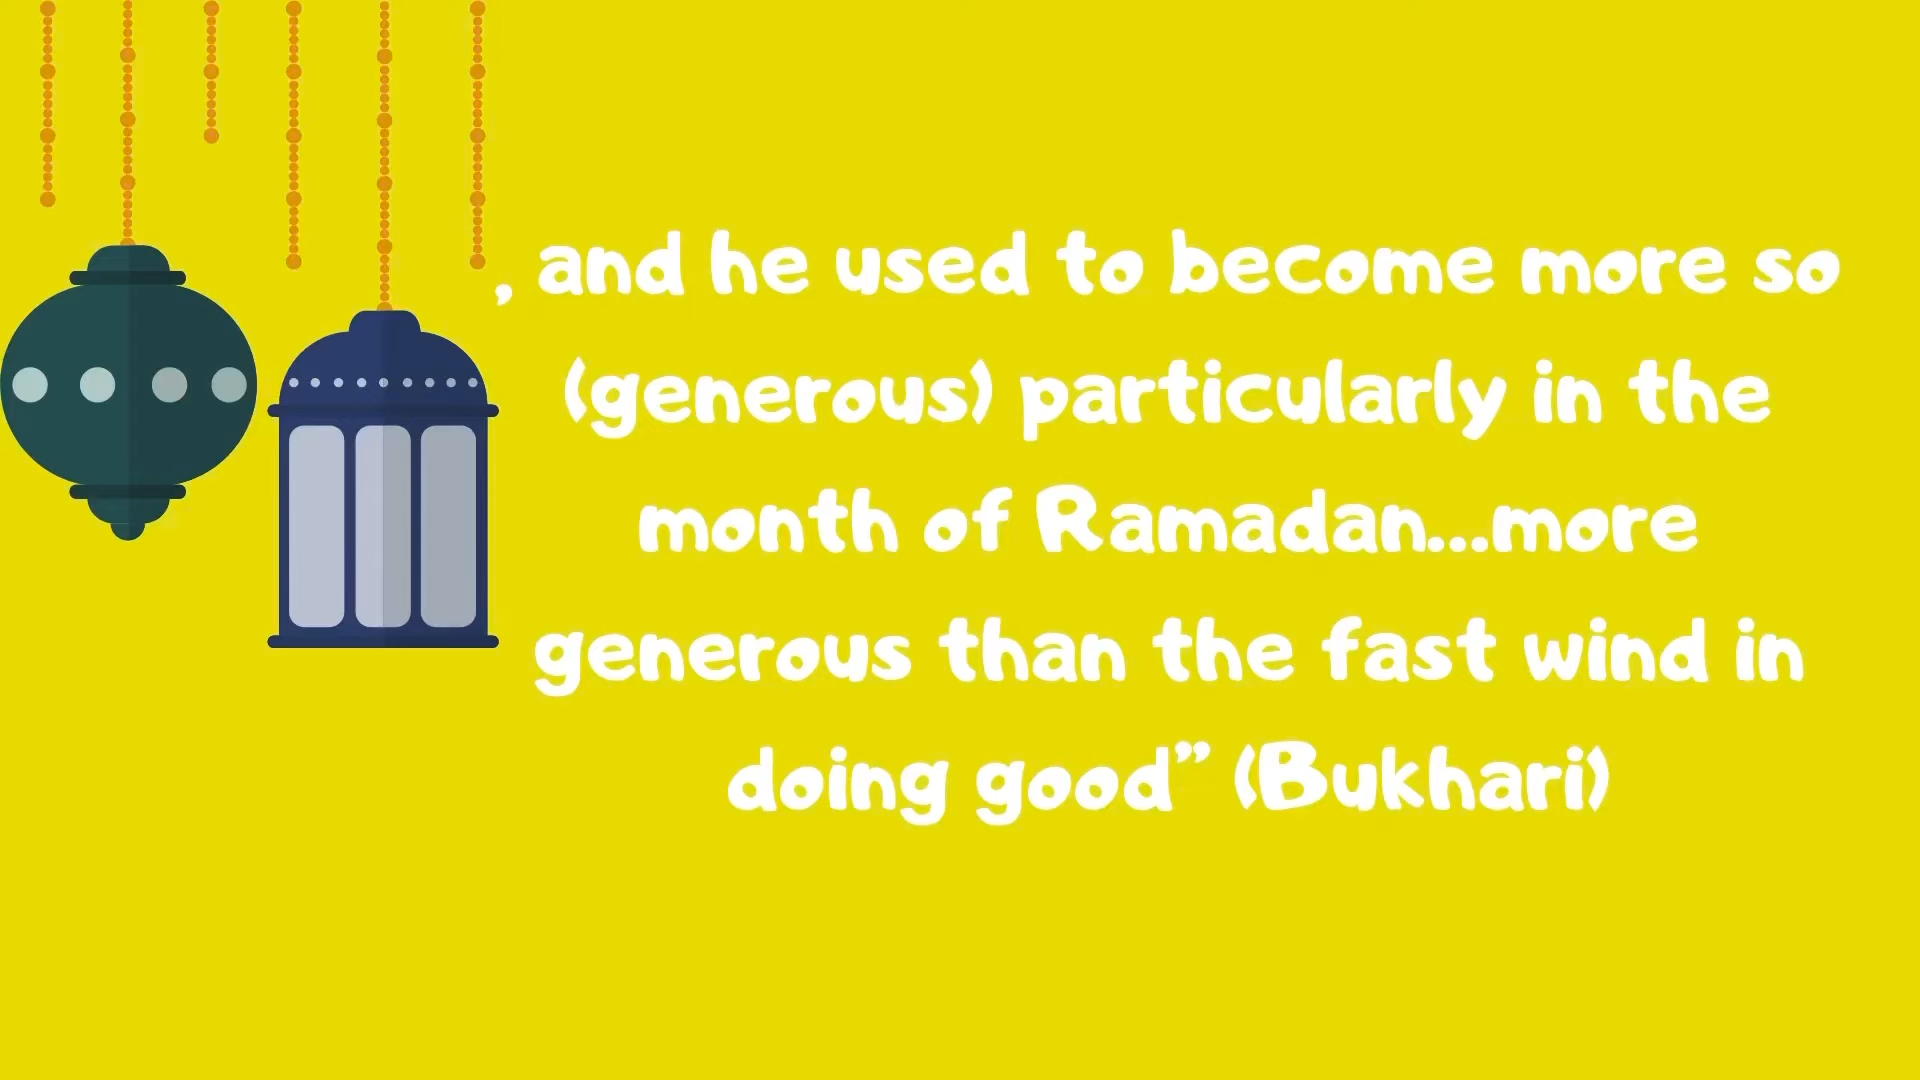 , and he used to become more so
(generous) particularly in the
month of Ramadan...more
generous than the fast wind in
doing good” (Bukhari)